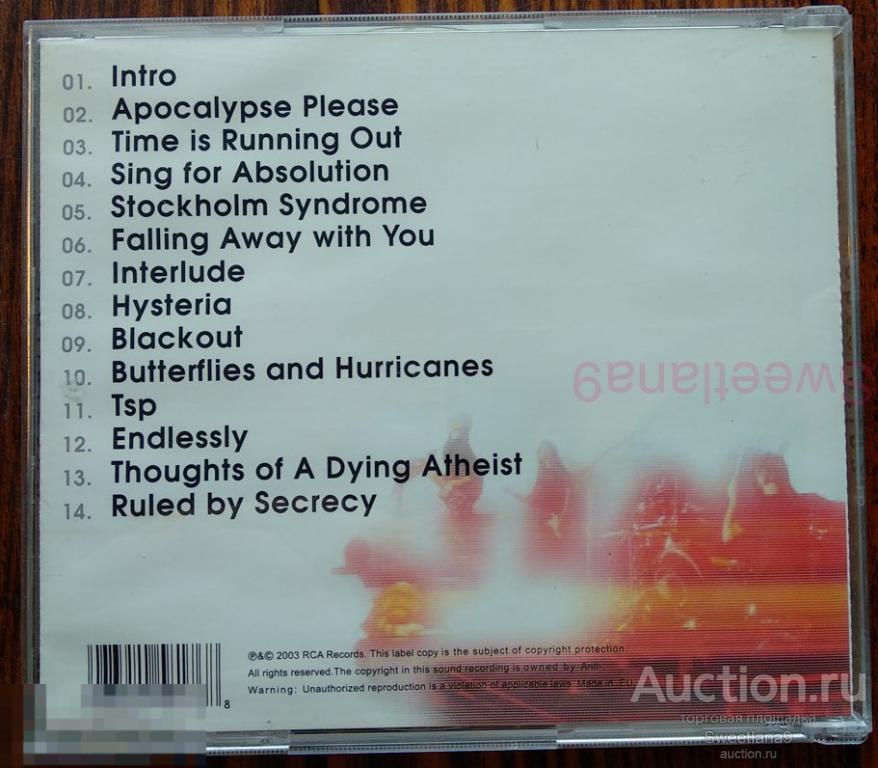 01. Intro
02. Apocalypse Please
03. Time is Running Out
04. Sing for Absolution
05. Stockholm Syndrome
06. Falling Away with You
07. Interlude
08. Hysteria
09. Blackout
10. Butterflies and Hurricanes
11. Tsp
12. Endlessly
13. Thoughts of A Dying Atheist
14. Ruled by Secrecy
Sweetlana9
℗&© 2003 RCA Records. This label copy is the subject of copyright protection.
All rights reserved.The copyright in this sound recording is owned by Anti-
Warning: Unauthorized reproduction is a violation of applicable laws. Made in
8
Auction.ru
торговая площадка
Sweetlana9
auction.ru